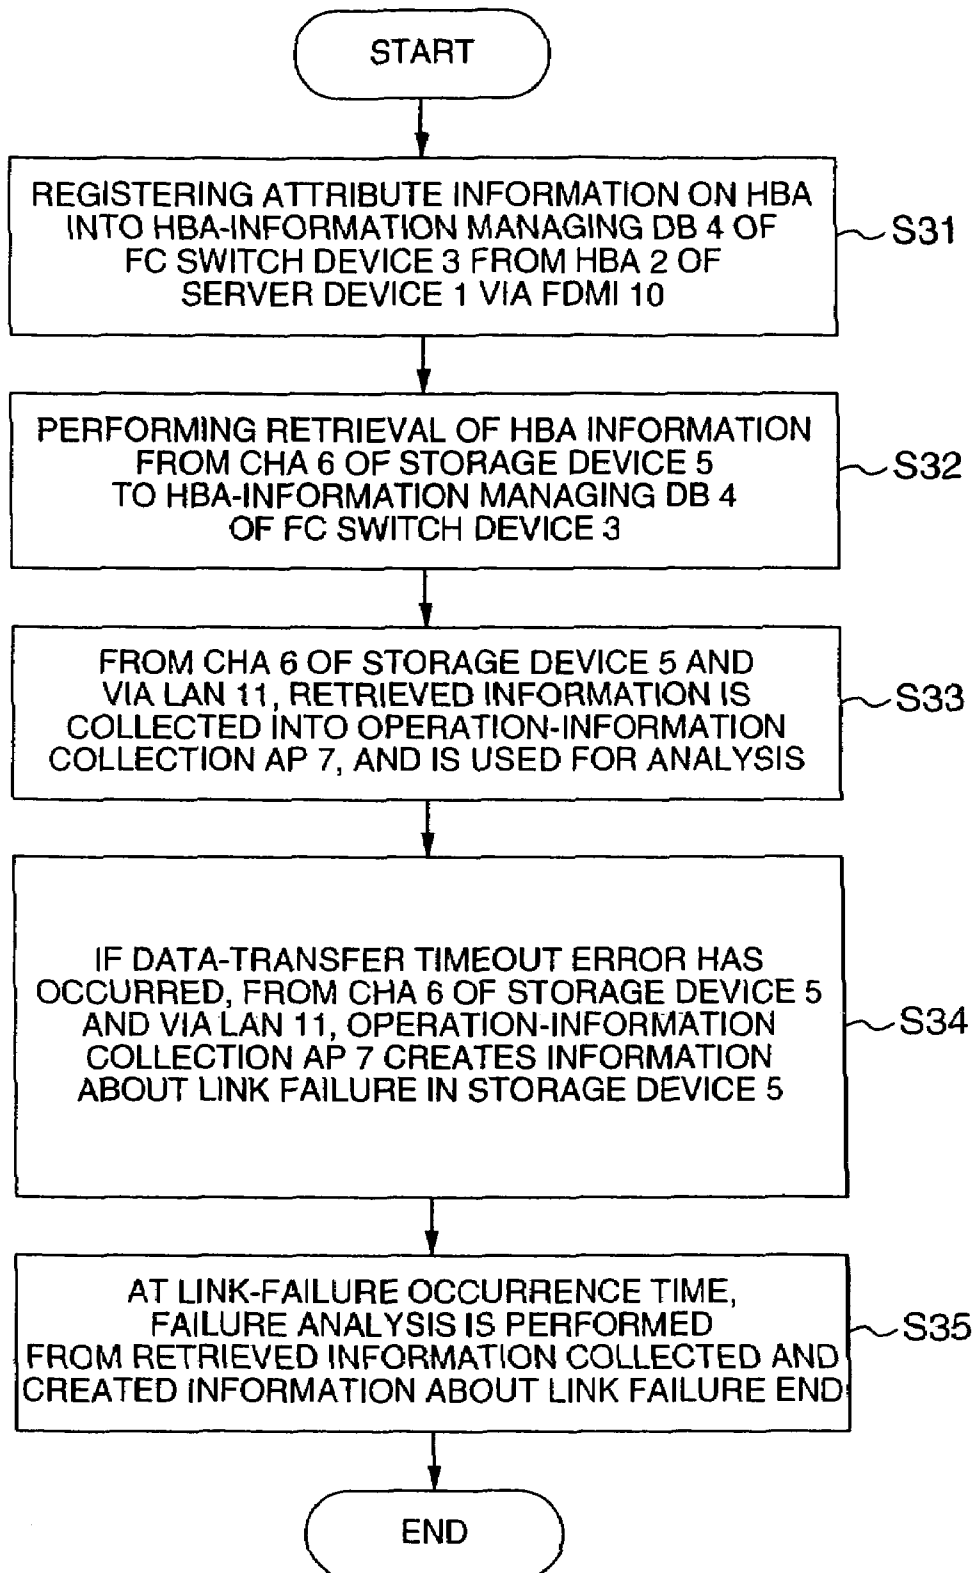 START
REGISTERING ATTRIBUTE INFORMATION ON HBA
INTO HBA-INFORMATION MANAGING DB 4 OF
FC SWITCH DEVICE 3 FROM HBA 2 OF
SERVER DEVICE 1 VIA FDMI 10
S31
PERFORMING RETRIEVAL OF HBA INFORMATION
FROM CHA 6 OF STORAGE DEVICE 5
TO HBA-INFORMATION MANAGING DB 4
OF FC SWITCH DEVICE 3
S32
FROM CHA 6 OF STORAGE DEVICE 5 AND
VIA LAN 11, RETRIEVED INFORMATION IS
COLLECTED INTO OPERATION-INFORMATION
COLLECTION AP 7, AND IS USED FOR ANALYSIS
S33
IF DATA-TRANSFER TIMEOUT ERROR HAS
OCCURRED, FROM CHA 6 OF STORAGE DEVICE 5
AND VIA LAN 11, OPERATION-INFORMATION
COLLECTION AP 7 CREATES INFORMATION
ABOUT LINK FAILURE IN STORAGE DEVICE 5
S34
AT LINK-FAILURE OCCURRENCE TIME,
FAILURE ANALYSIS IS PERFORMED
FROM RETRIEVED INFORMATION COLLECTED AND
CREATED INFORMATION ABOUT LINK FAILURE END
S35
END